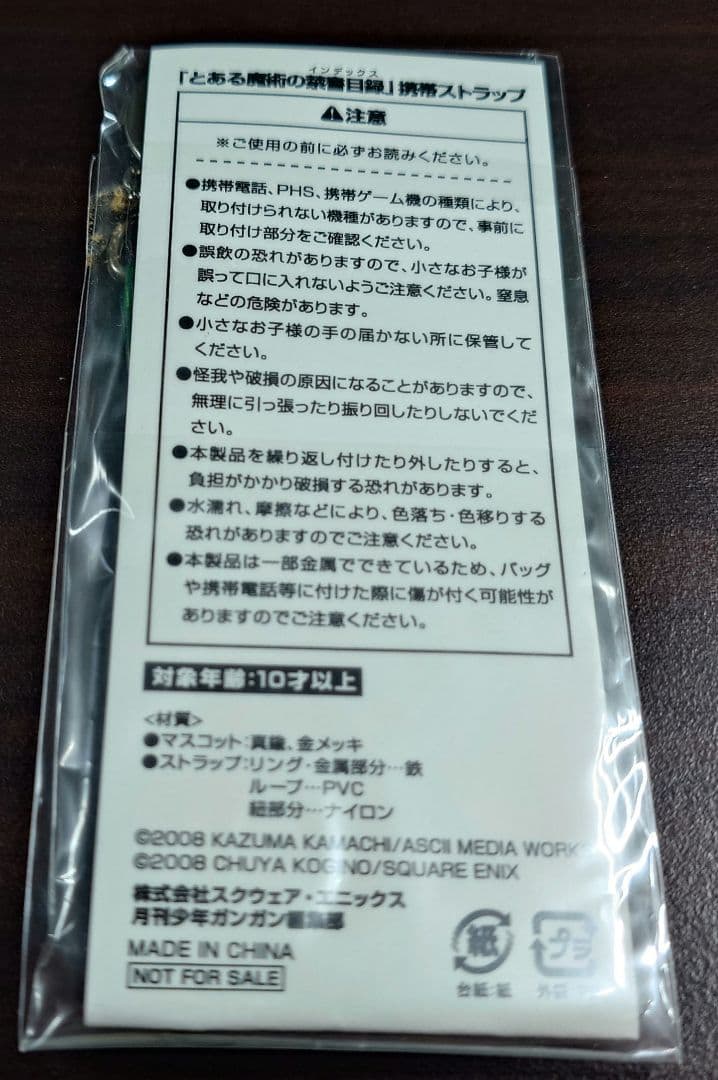 インデックス
「とある魔術の禁書目録」携帯ストラップ
⚠注意
※ご使用の前に必ずお読みください。
●携帯電話、PHS、携帯ゲーム機の種類により、
取り付けられない機種がありますので、事前に
取り付け部分をご確認ください。
●誤飲の恐れがありますので、小さなお子様が
誤って口に入れないようご注意ください。窒息
などの危険があります。
●小さなお子様の手の届かない所に保管して
ください。
●怪我や破損の原因になることがありますので、
無理に引っ張ったり振り回したりしないでくだ
さい。
●本製品を繰り返し付けたり外したりすると、
負担がかかり破損する恐れがあります。
●水濡れ、摩擦などにより、色落ち・色移りする
恐れがありますのでご注意ください。
●本製品は一部金属でできているため、バッグ
や携帯電話等に付けた際に傷が付く可能性が
ありますのでご注意ください。
対象年齢:10才以上
<材質>
●マスコット:真鍮、金メッキ
●ストラップ:リング・金属部分…鉄
ループ…PVC
紐部分…ナイロン
©2008 KAZUMA KAMACHI/ASCII MEDIA WORKS
©2008 CHUYA KOGINO/SQUARE ENIX
株式会社スクウェア・エニックス
月刊少年ガンガン編集部
MADE IN CHINA
NOT FOR SALE
紙
台紙:紙
プラ